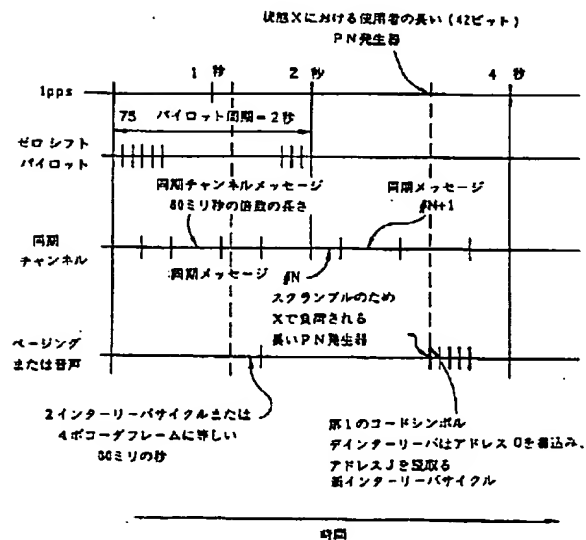 状態Xにおける使用者の長い(42ビット)
PN発生器
1 秒
2 秒
4 秒
1pps
75 パイロット周期=2秒
ゼロ シフト
パイロット
同期チャンネルメッセージ
80ミリ秒の倍数の長さ
同期メッセージ
#N+1
同期
チャンネル
同期メッセージ #N
スクランブルのため
Xで負荷される
長いPN発生器
ページング
または音声
2インターリーバサイクルまたは
4ボコーダフレームに等しい
80ミリの秒
第1のコードシンボル
デインターリーバはアドレス0を書込み、
アドレスJを読取る
インターリーバサイクル
時間